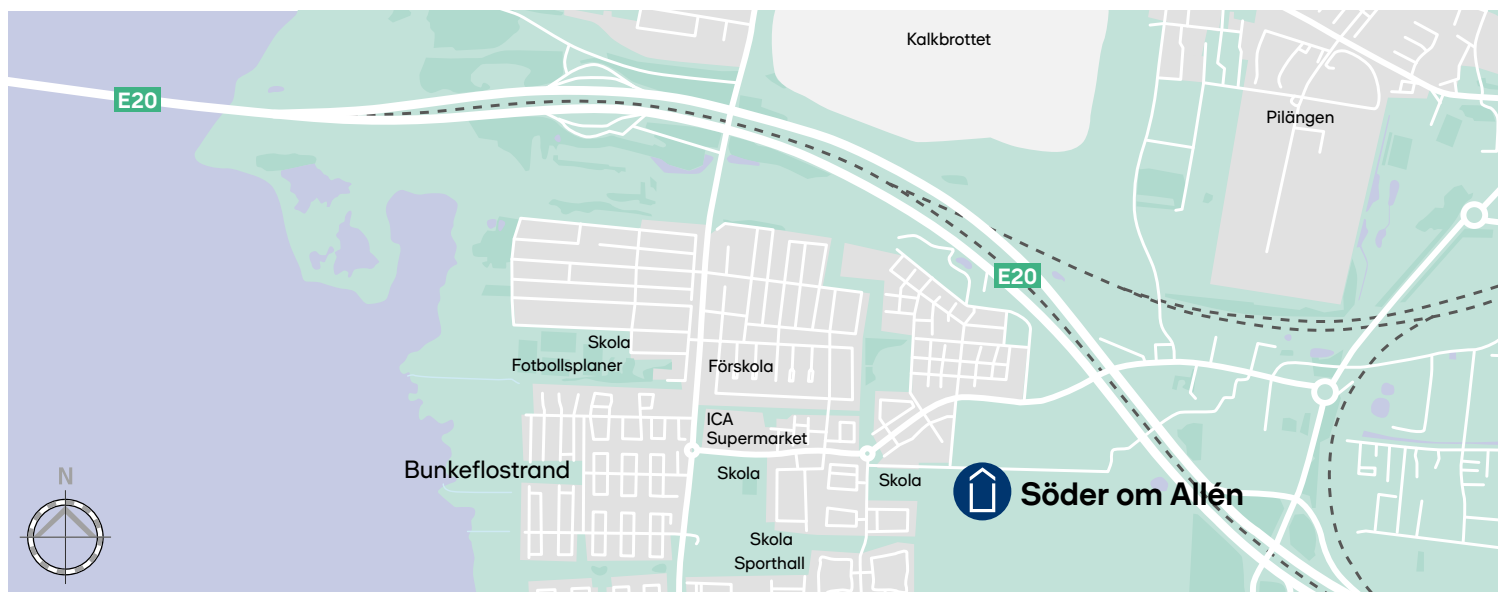 Kalkbrottet
E20
Pilängen
E20
Skola
Fotbollsplaner
Förskola
ICA
Supermarket
Bunkeflostrand
Skola
Skola
Söder om Allén
N
Skola
Sporthall